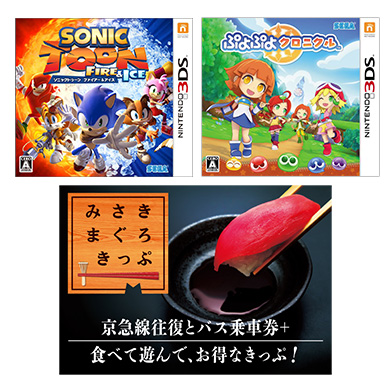 SONIC
TOON
FIRE & ICE
ソニックトゥーン ファイアー&アイス
SEGA
NINTENDO 3DS
ぷよぷよ
クロニクル
SEGA
NINTENDO 3DS
みさき
まぐろ
きっぷ
京急線往復とバス乗車券+
食べて遊んで、お得なきっぷ!